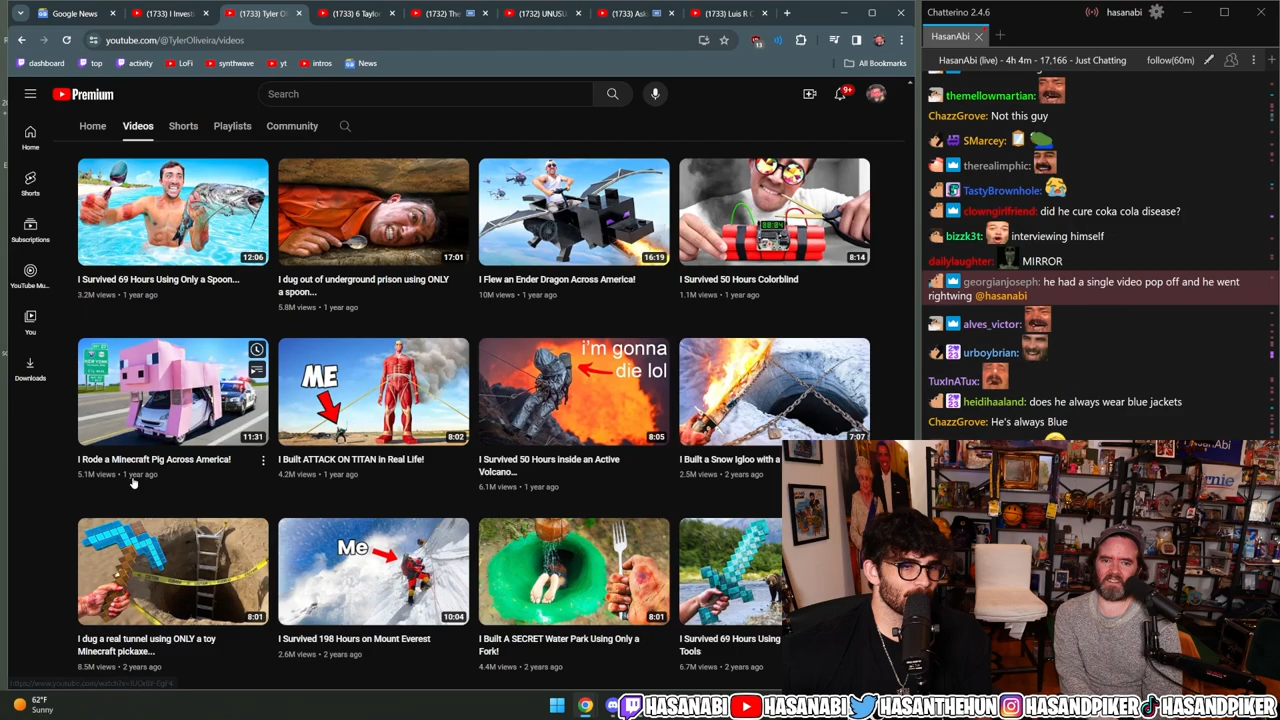 Google News
(1733) I Invest
(1733) Tyler Ol
(1733) 6 Taylo
(1732) The
(1732) UNUSU
(1733) Ask
(1733) Luis R C
Chatterino 2.4.6
hasanabi
youtube.com/@TylerOliveira/videos
13
HasanAbi
dashboard
top
activity
LoFi
synthwave
yt
intros
News
All Bookmarks
HasanAbi (live) - 4h 4m - 17,166 - Just Chatting
follow(60m)
Premium
Search
9+
Home
Videos
Shorts
Playlists
Community
Home
Shorts
Subscriptions
YouTube Mu...
You
Downloads
12:06
17:01
16:19
88:84
8:14
I Survived 69 Hours Using Only a Spoon...
3.2M views • 1 year ago
I dug out of underground prison using ONLY
a spoon...
5.8M views • 1 year ago
I Flew an Ender Dragon Across America!
10M views • 1 year ago
I Survived 50 Hours Colorblind
1.1M views • 1 year ago
NEW YORK
11:31
ME
8:02
i'm gonna
die lol
8:05
7:07
I Rode a Minecraft Pig Across America!
5.1M views • 1 year ago
I Built ATTACK ON TITAN in Real Life!
4.2M views • 1 year ago
I Survived 50 Hours Inside an Active
Volcano...
6.1M views • 1 year ago
I Built a Snow Igloo with a
2.5M views • 2 years ago
8:01
Me
10:04
8:01
I dug a real tunnel using ONLY a toy
Minecraft pickaxe...
8.5M views • 2 years ago
I Survived 198 Hours on Mount Everest
2.6M views • 2 years ago
I Built A SECRET Water Park Using Only a
Fork!
4.4M views • 2 years ago
I Survived 69 Hours Using
Tools
6.7M views • 2 years ago
themellowmartian:
ChazzGrove: Not this guy
SMarcey:
therealimphic:
TastyBrownhole:
clowngirlfriend: did he cure coka cola disease?
bizzk3t: interviewing himself
dailylaughter: MIRROR
georgianjoseph: he had a single video pop off and he went
rightwing @hasanabi
alves_victor:
urboybrian:
TuxInATux:
heidihaaland: does he always wear blue jackets
ChazzGrove: He's always Blue
ernie
62°F
Sunny
HASANABI
HASANABI
HASANTHEHUN
HASANDPIKER
HASANDPIKER